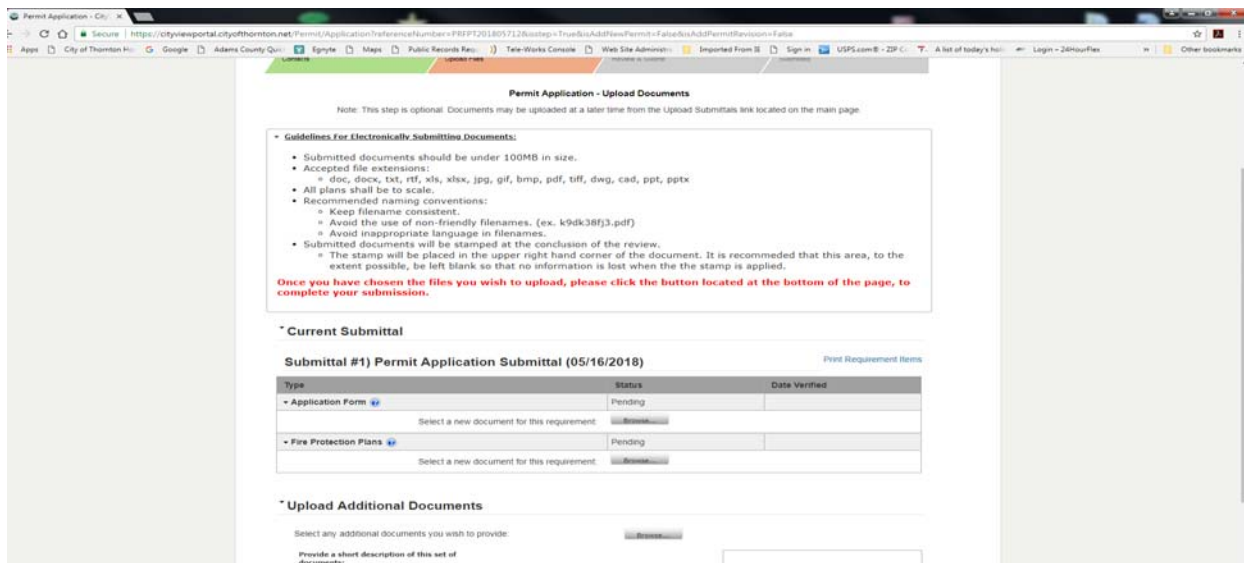 Permit Application - City
Secure | https://cityviewportal.cityofthornton.net/Permit/Application?referenceNumber=PRFPT201805712&isstep=True&isAddNewPermit=False&isAddPermitRevision=False
Apps City of Thornton Ho Google Adams County Quic Egnyte Maps Public Records Req Tele-Works Console Web Site Administr Imported From IE Sign in USPS.com® - ZIP C A list of today's holi Login - 24HourFlex » Other bookmarks
Contacts Upload Files Review & Submit Submitted
Permit Application - Upload Documents
Note: This step is optional. Documents may be uploaded at a later time from the Upload Submittals link located on the main page.
Guidelines For Electronically Submitting Documents:
• Submitted documents should be under 100MB in size.
• Accepted file extensions:
doc, docx, txt, rtf, xls, xlsx, jpg, gif, bmp, pdf, tiff, dwg, cad, ppt, pptx
• All plans shall be to scale.
• Recommended naming conventions:
Keep filename consistent.
Avoid the use of non-friendly filenames. (ex. k9dk38fj3.pdf)
Avoid inappropriate language in filenames.
• Submitted documents will be stamped at the conclusion of the review.
The stamp will be placed in the upper right hand corner of the document. It is recommeded that this area, to the
extent possible, be left blank so that no information is lost when the the stamp is applied.
Once you have chosen the files you wish to upload, please click the button located at the bottom of the page, to
complete your submission.
Current Submittal
Submittal #1) Permit Application Submittal (05/16/2018) Print Requirement Items
Type Status Date Verified
Application Form Pending
Select a new document for this requirement: Browse...
Fire Protection Plans Pending
Select a new document for this requirement: Browse...
Upload Additional Documents
Select any additional documents you wish to provide: Browse...
Provide a short description of this set of
documents: